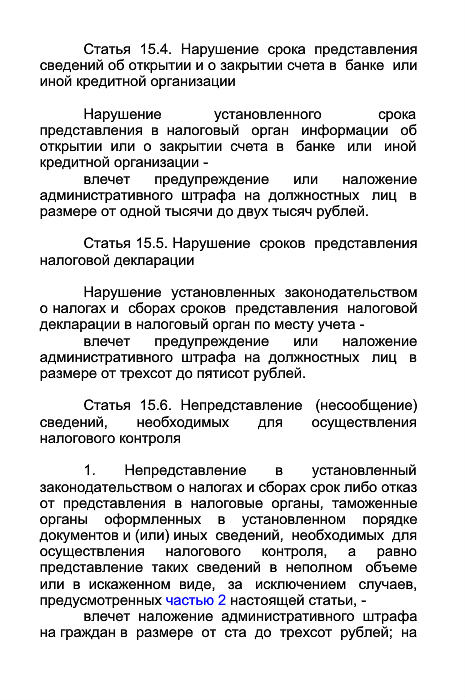 Статья 15.4. Нарушение срока представления
сведений об открытии и о закрытии счета в банке или
иной кредитной организации
Нарушение установленного срока
представления в налоговый орган информации об
открытии или о закрытии счета в банке или иной
кредитной организации -
влечет предупреждение или наложение
административного штрафа на должностных лиц в
размере от одной тысячи до двух тысяч рублей.
Статья 15.5. Нарушение сроков представления
налоговой декларации
Нарушение установленных законодательством
о налогах и сборах сроков представления налоговой
декларации в налоговый орган по месту учета -
влечет предупреждение или наложение
административного штрафа на должностных лиц в
размере от трехсот до пятисот рублей.
Статья 15.6. Непредставление (несообщение)
сведений, необходимых для осуществления
налогового контроля
1. Непредставление в установленный
законодательством о налогах и сборах срок либо отказ
от представления в налоговые органы, таможенные
органы оформленных в установленном порядке
документов и (или) иных сведений, необходимых для
осуществления налогового контроля, а равно
представление таких сведений в неполном объеме
или в искаженном виде, за исключением случаев,
предусмотренных частью 2 настоящей статьи, -
влечет наложение административного штрафа
на граждан в размере от ста до трехсот рублей; на